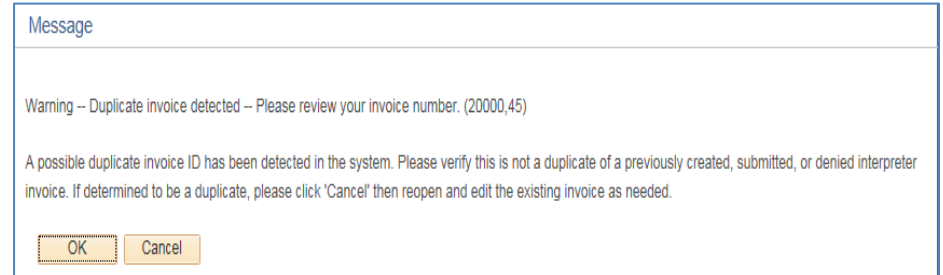 Message
Warning -- Duplicate invoice detected -- Please review your invoice number. (20000,45)
A possible duplicate invoice ID has been detected in the system. Please verify this is not a duplicate of a previously created, submitted, or denied interpreter
invoice. If determined to be a duplicate, please click 'Cancel' then reopen and edit the existing invoice as needed.
OK Cancel